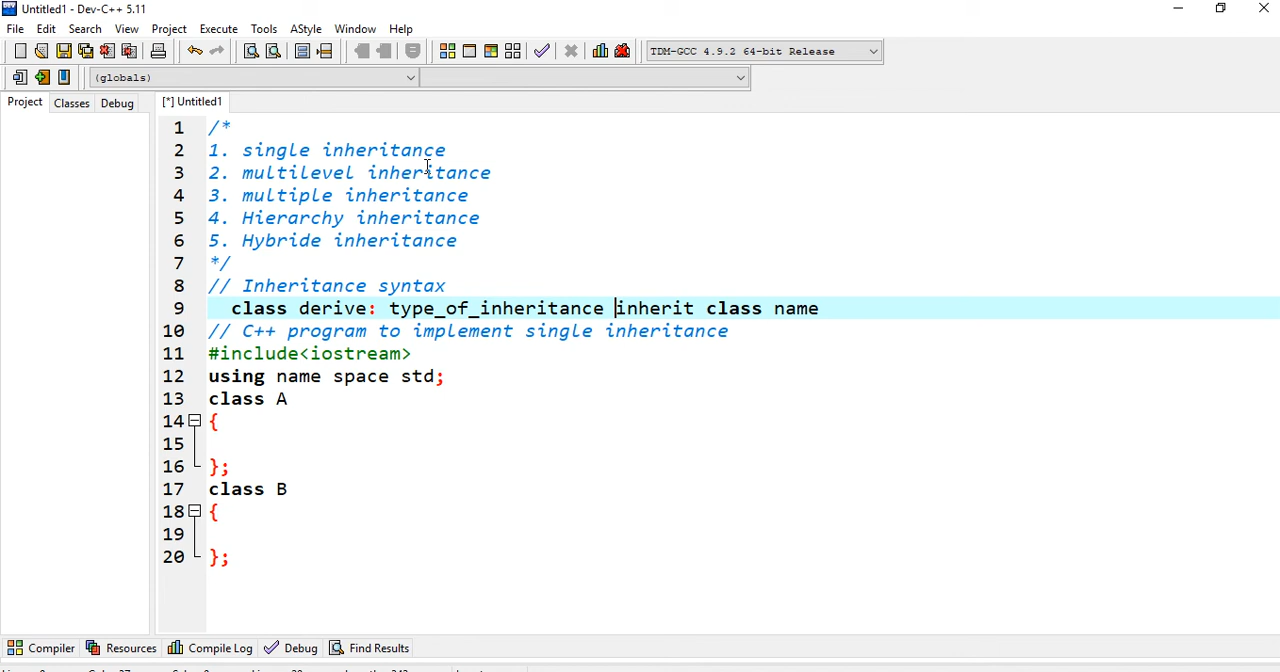 Untitled1 - Dev-C++ 5.11
File Edit Search View Project Execute Tools AStyle Window Help
TDM-GCC 4.9.2 64-bit Release
(globals)
Project Classes Debug [*] Untitled1
1 /*
2 1. single inheritance
3 2. multilevel inheritance
4 3. multiple inheritance
5 4. Hierarchy inheritance
6 5. Hybride inheritance
7 */
8 // Inheritance syntax
9 class derive: type_of_inheritance inherit class name
10 // C++ program to implement single inheritance
11 #include<iostream>
12 using name space std;
13 class A
14 {
15
16 };
17 class B
18 {
19
20 };
Compiler Resources Compile Log Debug Find Results